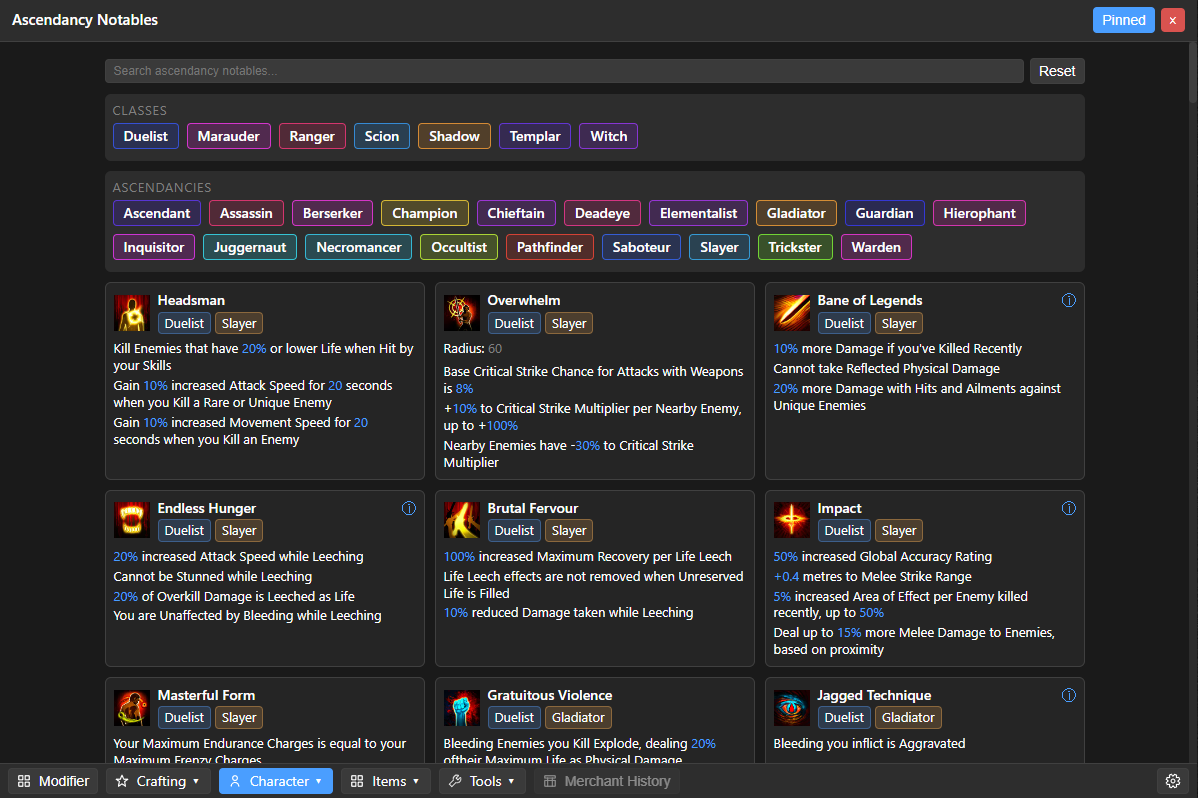 Ascendancy Notables
Pinned
x
Search ascendancy notables...
Reset
CLASSES
Duelist Marauder Ranger Scion Shadow Templar Witch
ASCENDANCIES
Ascendant Assassin Berserker Champion Chieftain Deadeye Elementalist Gladiator Guardian Hierophant
Inquisitor Juggernaut Necromancer Occultist Pathfinder Saboteur Slayer Trickster Warden
Headsman
Duelist Slayer
Kill Enemies that have 20% or lower Life when Hit by
your Skills
Gain 10% increased Attack Speed for 20 seconds
when you Kill a Rare or Unique Enemy
Gain 10% increased Movement Speed for 20
seconds when you Kill an Enemy
Overwhelm
Duelist Slayer
Radius: 60
Base Critical Strike Chance for Attacks with Weapons
is 8%
+10% to Critical Strike Multiplier per Nearby Enemy,
up to +100%
Nearby Enemies have -30% to Critical Strike
Multiplier
Bane of Legends
Duelist Slayer
10% more Damage if you've Killed Recently
Cannot take Reflected Physical Damage
20% more Damage with Hits and Ailments against
Unique Enemies
Endless Hunger
Duelist Slayer
20% increased Attack Speed while Leeching
Cannot be Stunned while Leeching
20% of Overkill Damage is Leeched as Life
You are Unaffected by Bleeding while Leeching
Brutal Fervour
Duelist Slayer
100% increased Maximum Recovery per Life Leech
Life Leech effects are not removed when Unreserved
Life is Filled
10% reduced Damage taken while Leeching
Impact
Duelist Slayer
50% increased Global Accuracy Rating
+0.4 metres to Melee Strike Range
5% increased Area of Effect per Enemy killed
recently, up to 50%
Deal up to 15% more Melee Damage to Enemies,
based on proximity
Masterful Form
Duelist Slayer
Your Maximum Endurance Charges is equal to your
Maximum Frenzy Charges
Gratuitous Violence
Duelist Gladiator
Bleeding Enemies you Kill Explode, dealing 20%
oftheir Maximum Life as Physical Damage
Jagged Technique
Duelist Gladiator
Bleeding you inflict is Aggravated
Modifier Crafting Character Items Tools Merchant History